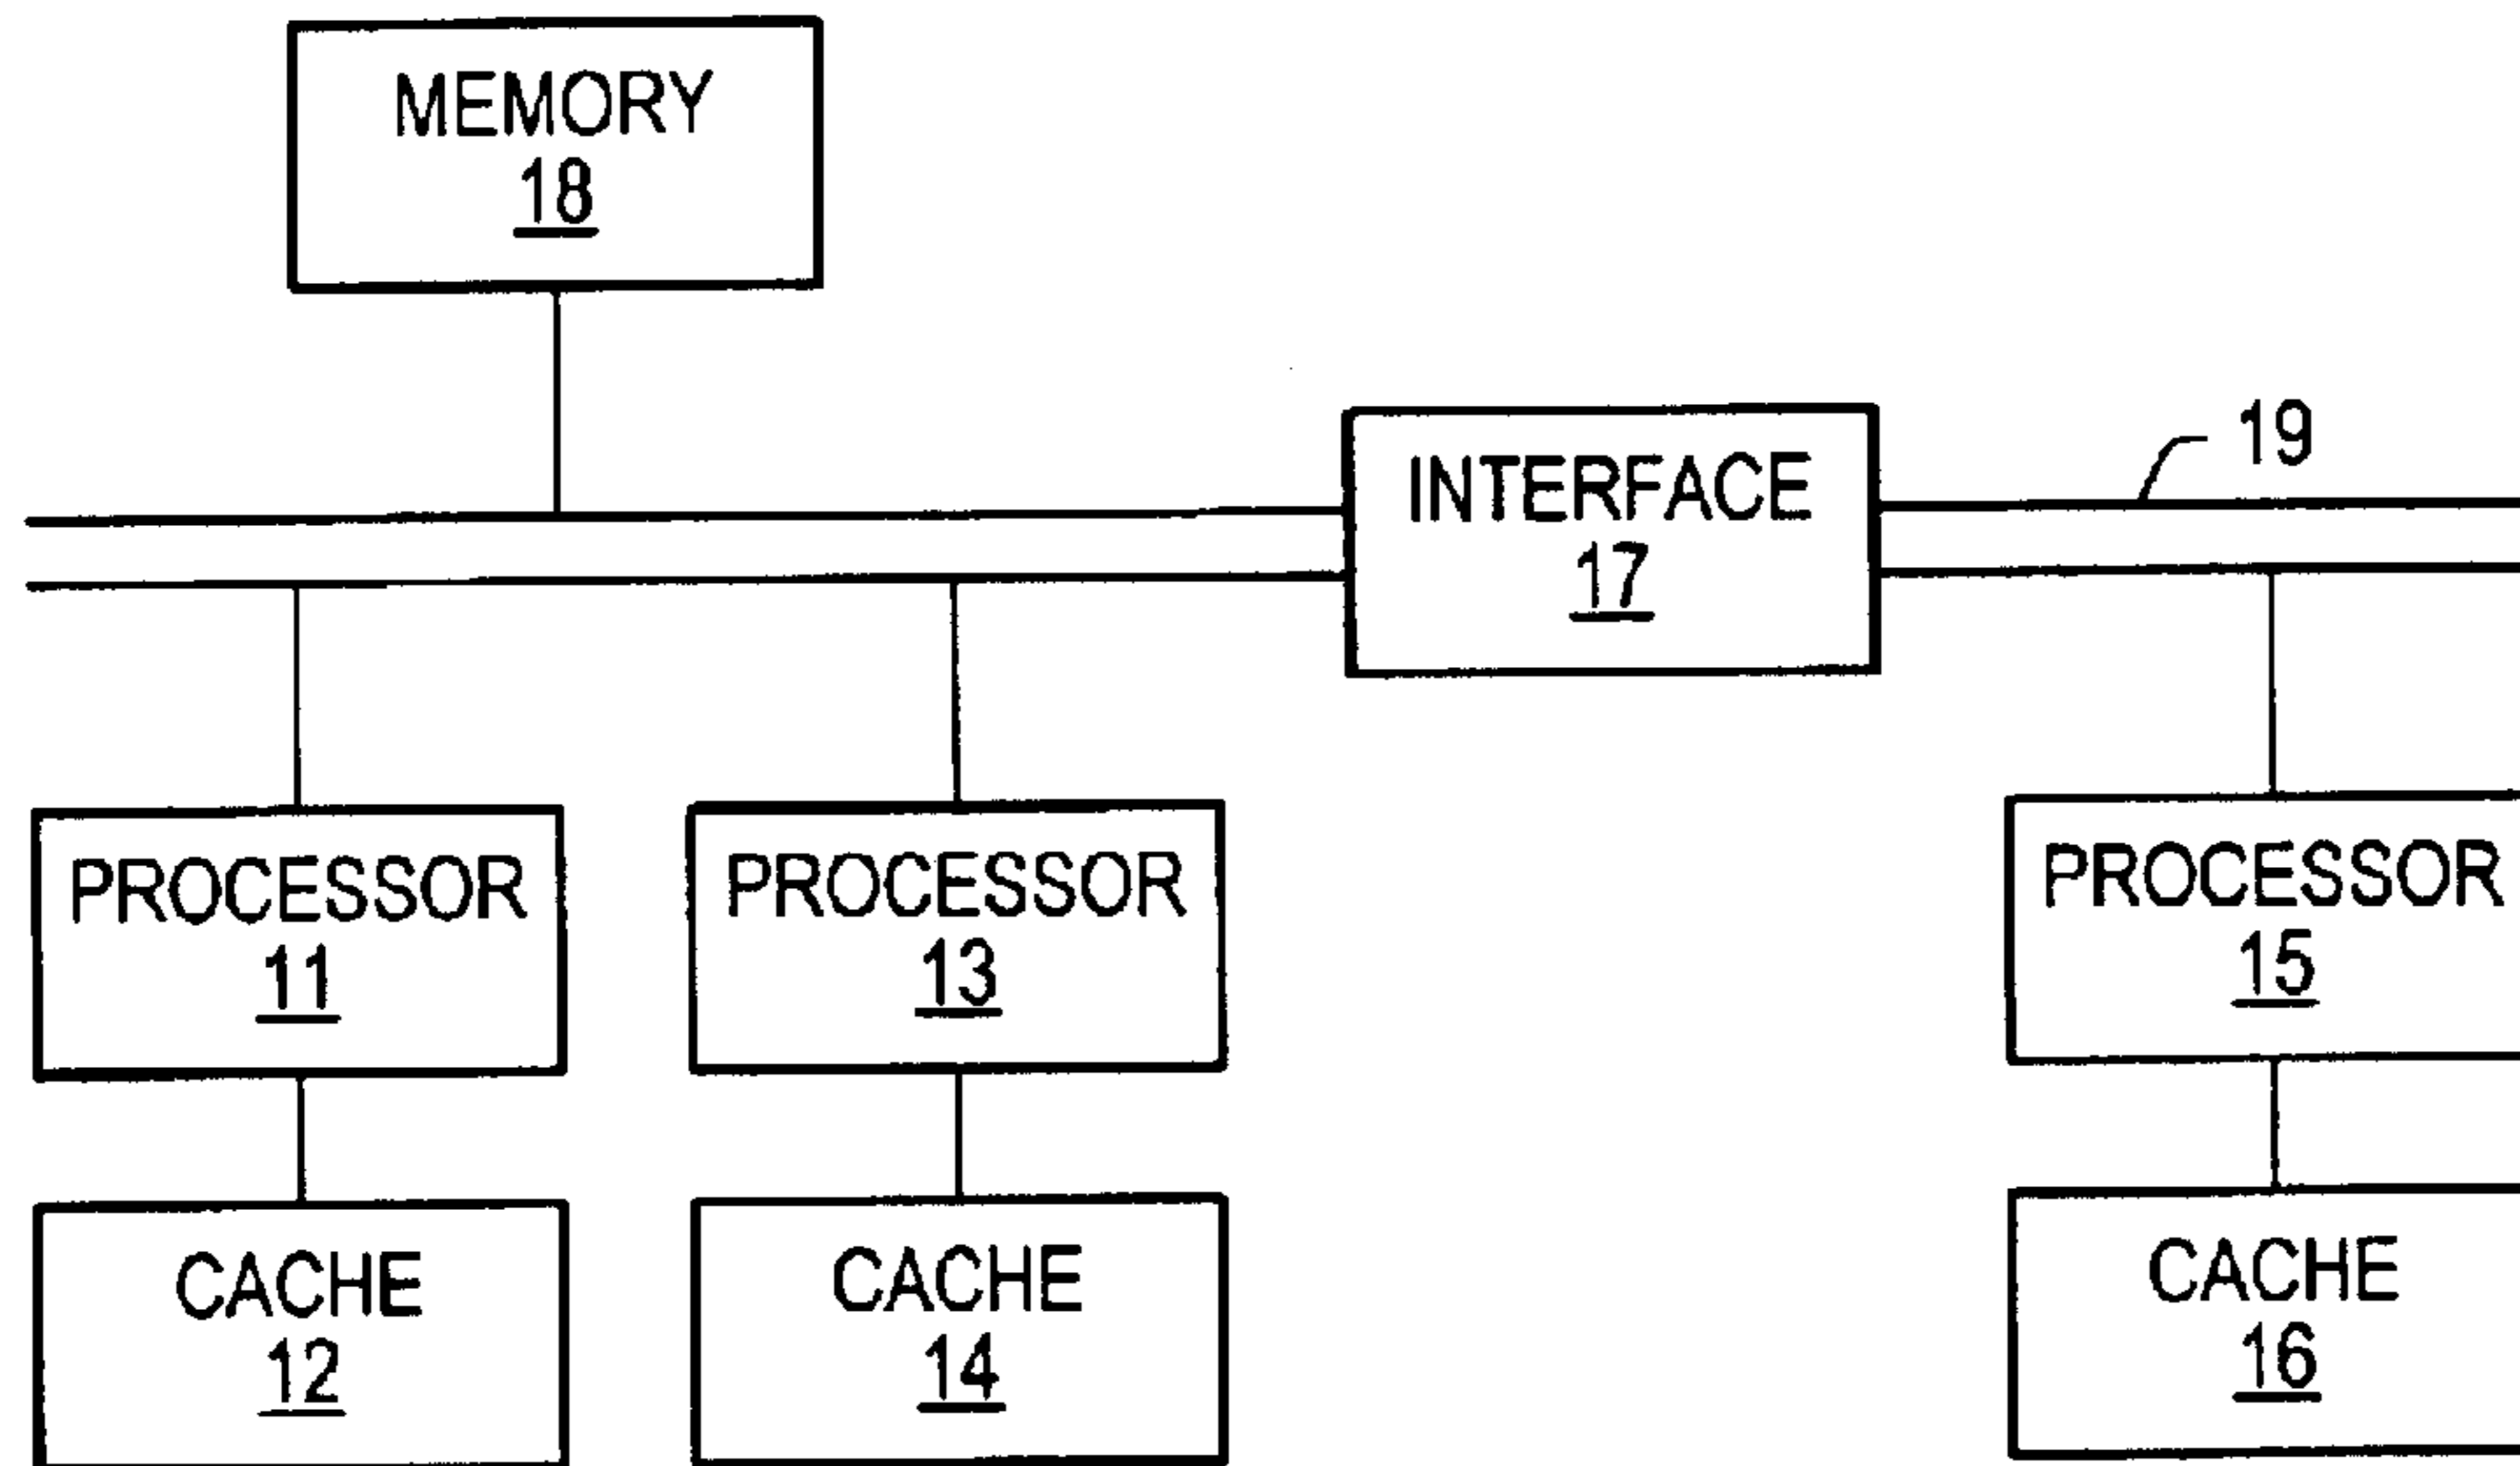 MEMORY
18
INTERFACE
17
19
PROCESSOR
11
PROCESSOR
13
PROCESSOR
15
CACHE
12
CACHE
14
CACHE
16